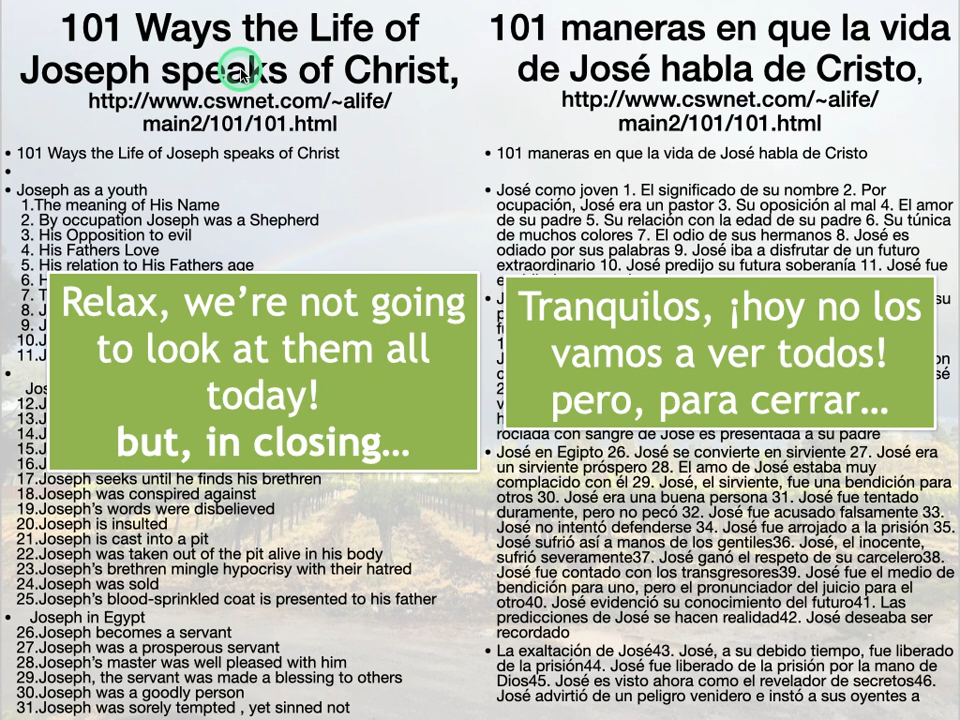 101 Ways the Life of
Joseph speaks of Christ,
http://www.cswnet.com/~alife/
main2/101/101.html
• 101 Ways the Life of Joseph speaks of Christ
•
• Joseph as a youth
1.The meaning of His Name
2. By occupation Joseph was a Shepherd
3. His Opposition to evil
4. His Fathers Love
5. His relation to His Fathers age
6. H
7. T
8. J
9. J
10.J
11.J
•
Jos
12.J
13.J
14.J
15.J
16.J
17.Joseph seeks until he finds his brethren
18.Joseph was conspired against
19.Joseph's words were disbelieved
20.Joseph is insulted
21.Joseph is cast into a pit
22.Joseph was taken out of the pit alive in his body
23.Joseph's brethren mingle hypocrisy with their hatred
24.Joseph was sold
25.Joseph's blood-sprinkled coat is presented to his father
• Joseph in Egypt
26.Joseph becomes a servant
27.Joseph was a prosperous servant
28.Joseph's master was well pleased with him
29.Joseph, the servant was made a blessing to others
30.Joseph was a goodly person
31.Joseph was sorely tempted , yet sinned not
Relax, we're not going
to look at them all
today!
but, in closing...
101 maneras en que la vida
de José habla de Cristo,
http://www.cswnet.com/~alife/
main2/101/101.html
• 101 maneras en que la vida de José habla de Cristo
• José como joven 1. El significado de su nombre 2. Por
ocupación, José era un pastor 3. Su oposición al mal 4. El amor
de su padre 5. Su relación con la edad de su padre 6. Su túnica
de muchos colores 7. El odio de sus hermanos 8. José es
odiado por sus palabras 9. José iba a disfrutar de un futuro
extraordinario 10. José predijo su futura soberanía 11. José fue
su
Tranquilos, ¡hoy no los
vamos a ver todos!
pero, para cerrar...
rociada con sangre de José es presentada a su padre
• José en Egipto 26. José se convierte en sirviente 27. José era
un sirviente próspero 28. El amo de José estaba muy
complacido con él 29. José, el sirviente, fue una bendición para
otros 30. José era una buena persona 31. José fue tentado
duramente, pero no pecó 32. José fue acusado falsamente 33.
José no intentó defenderse 34. José fue arrojado a la prisión 35.
José sufrió así a manos de los gentiles36. José, el inocente,
sufrió severamente37. José ganó el respeto de su carcelero38.
José fue contado con los transgresores39. José fue el medio de
bendición para uno, pero el pronunciador del juicio para el
otro40. José evidenció su conocimiento del futuro41. Las
predicciones de José se hacen realidad42. José deseaba ser
recordado
• La exaltación de José43. José, a su debido tiempo, fue liberado
de la prisión44. José fue liberado de la prisión por la mano de
Dios45. José es visto ahora como el revelador de secretos46.
José advirtió de un peligro venidero e instó a sus oyentes a